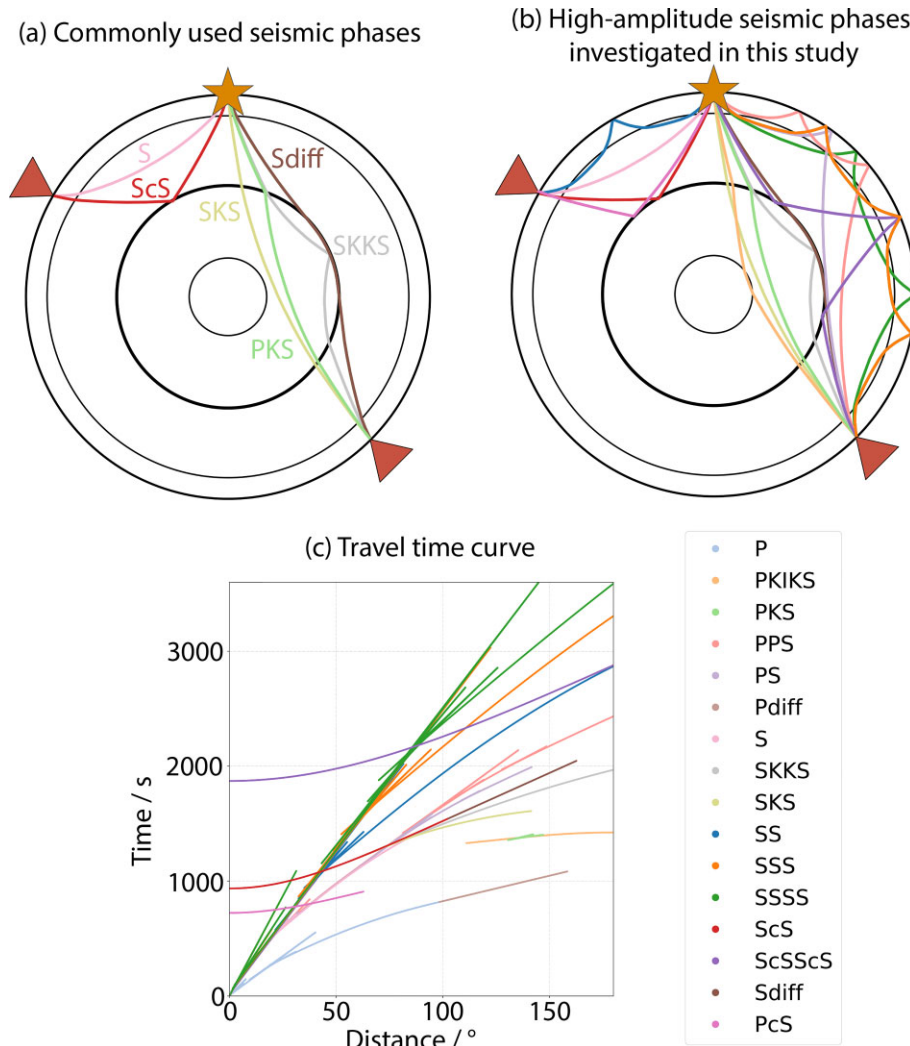 (a) Commonly used seismic phases
(b) High-amplitude seismic phases
investigated in this study
S
ScS
SKS
Sdiff
SKKS
PKS
(c) Travel time curve
Time / s
3000
2000
1000
0
0
50
100
150
Distance / °
P
PKIKS
PKS
PPS
PS
Pdiff
S
SKKS
SKS
SS
SSS
SSSS
ScS
ScSScS
Sdiff
PcS